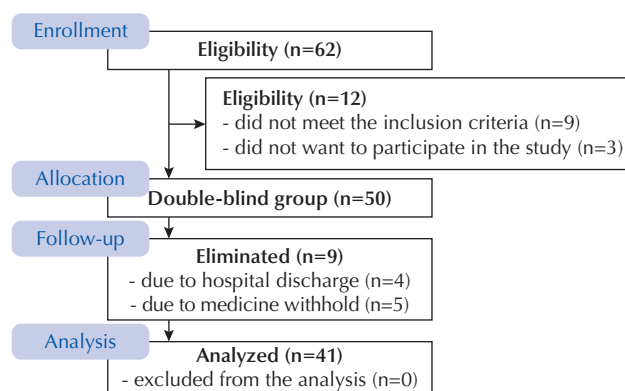 Enrollment
Eligibility (n=62)
Eligibility (n=12)
- did not meet the inclusion criteria (n=9)
- did not want to participate in the study (n=3)
Allocation
Double-blind group (n=50)
Follow-up
Eliminated (n=9)
- due to hospital discharge (n=4)
- due to medicine withhold (n=5)
Analysis
Analyzed (n=41)
- excluded from the analysis (n=0)